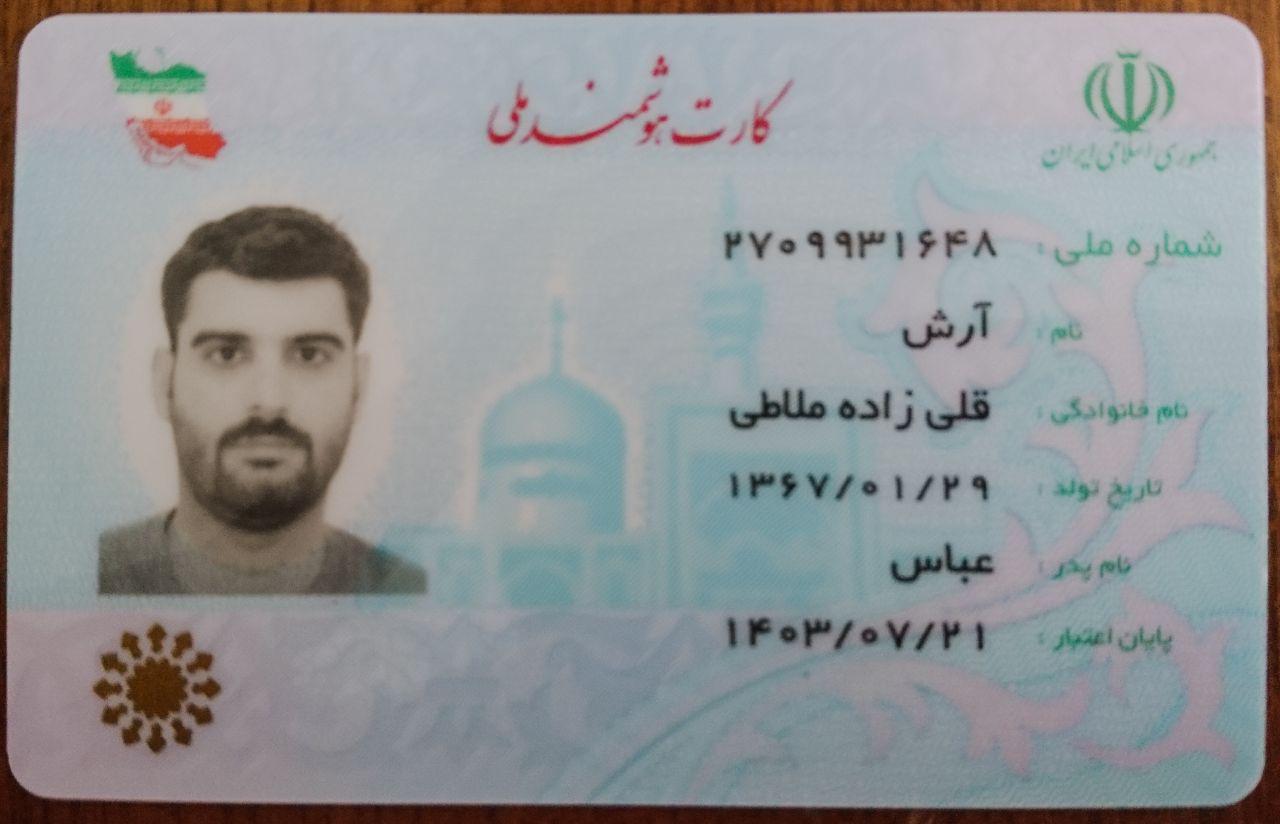 کارت هوشمند ملی
جمهوری اسلامی ایران
شماره ملی : ۲۷۰۹۹۳۱۶۴۸
نام : آرش
نام خانوادگی : قلی زاده ملاطی
تاریخ تولد : ۱۳۶۷/۰۱/۲۹
نام پدر : عباس
پایان اعتبار : ۱۴۰۳/۰۷/۲۱